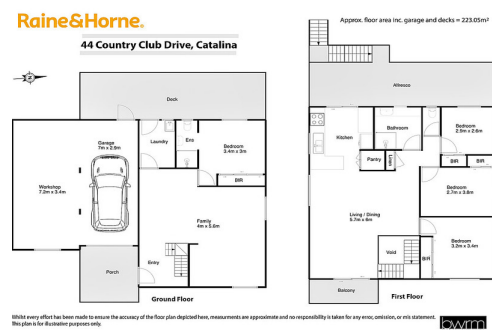 Raine&Horne.
44 Country Club Drive, Catalina
Approx. floor area inc. garage and decks = 223.05m²
Deck
Garage
7m x 2.9m
Laundry
Ens
Bedroom
3.4m x 3m
BIR
Workshop
7.2m x 3.4m
Family
4m x 5.6m
Porch
Entry
Ground Floor
Alfresco
Kitchen
Bathroom
Bedroom
2.9m x 2.6m
Pantry
Linen
BIR
BIR
Bedroom
2.7m x 3.8m
Living / Dining
5.7m x 6m
Void
BIR
Bedroom
3.2m x 3.4m
Balcony
First Floor
Whilst every effort has been made to ensure the accuracy of the floor plan depicted here, measurements are approximate and no responsibility is taken for any error, omission, or mis statement.
This plan is for illustrative purposes only.
bwrm